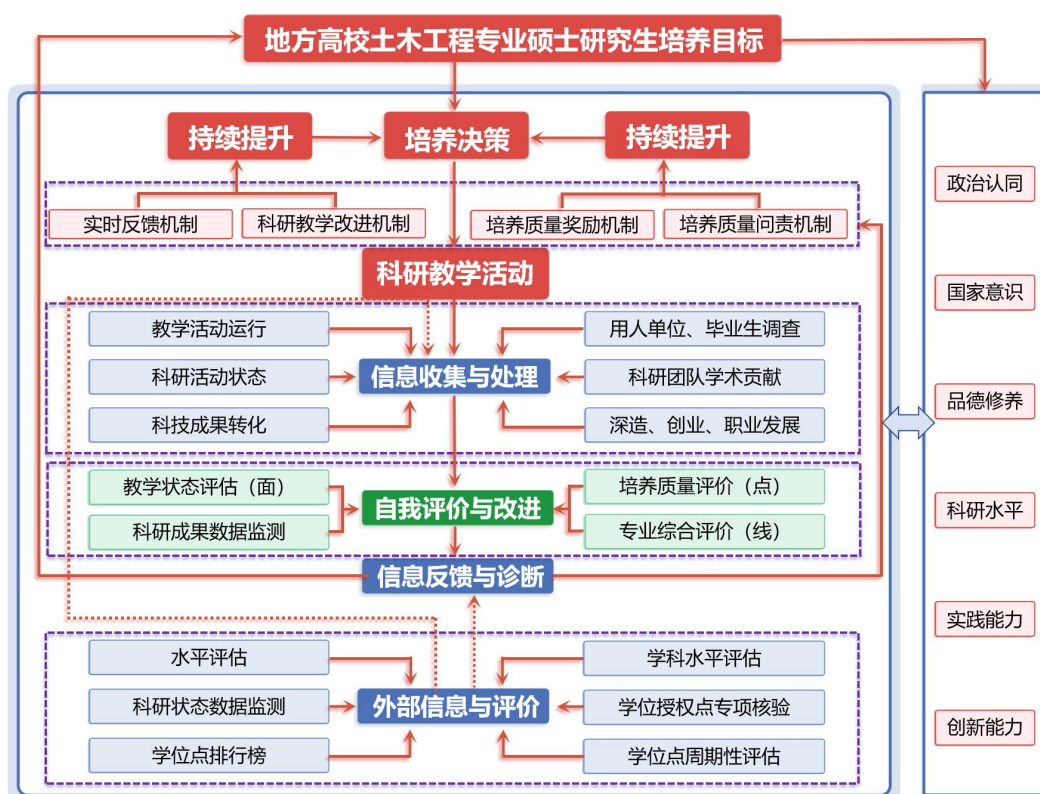 地方高校土木工程专业硕士研究生培养目标
持续提升
培养决策
持续提升
实时反馈机制
科研教学改进机制
培养质量奖励机制
培养质量问责机制
科研教学活动
教学活动运行
用人单位、毕业生调查
科研活动状态
信息收集与处理
科研团队学术贡献
科技成果转化
深造、创业、职业发展
教学状态评估（面）
培养质量评价（点）
自我评价与改进
科研成果数据监测
专业综合评价（线）
信息反馈与诊断
水平评估
学科水平评估
科研状态数据监测
外部信息与评价
学位授权点专项核验
学位点排行榜
学位点周期性评估
政治认同
国家意识
品德修养
科研水平
实践能力
创新能力